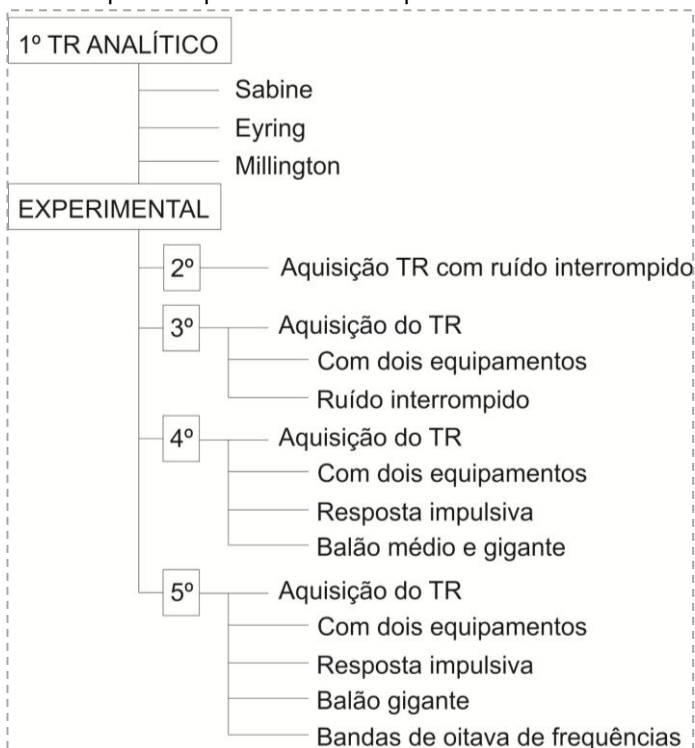 1º TR ANALÍTICO
Sabine
Eyring
Millington
EXPERIMENTAL
2º Aquisição TR com ruído interrompido
3º Aquisição do TR
Com dois equipamentos
Ruído interrompido
4º Aquisição do TR
Com dois equipamentos
Resposta impulsiva
Balão médio e gigante
5º Aquisição do TR
Com dois equipamentos
Resposta impulsiva
Balão gigante
Bandas de oitava de frequências